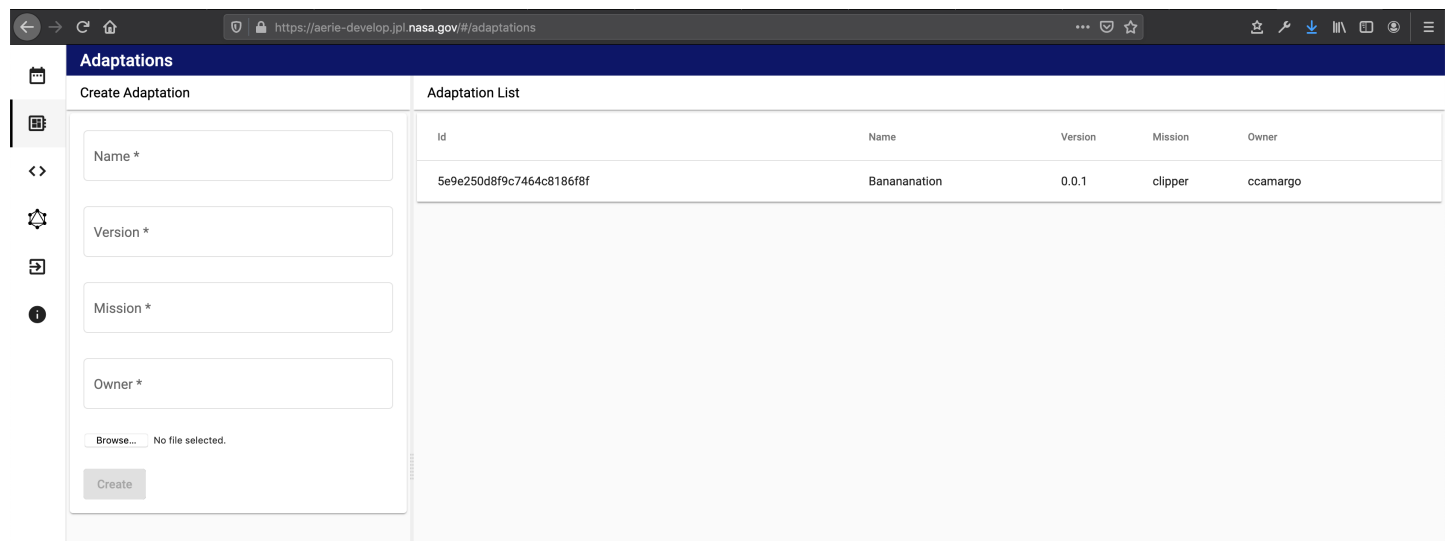 https://aerie-develop.jpl.nasa.gov/#/adaptations
Adaptations
Create Adaptation
Name *
Version *
Mission *
Owner *
Browse... No file selected.
Create
Adaptation List
Id Name Version Mission Owner
5e9e250d8f9c7464c8186f8f Banananation 0.0.1 clipper ccamargo